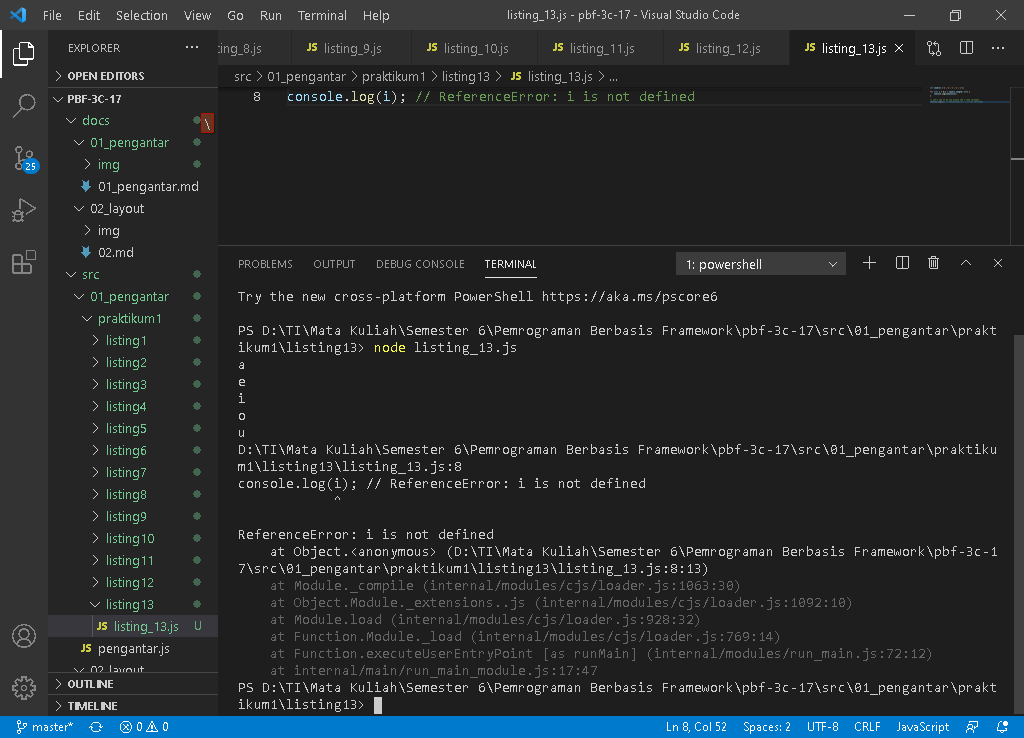 File Edit Selection View Go Run Terminal Help listing_13.js - pbf-3c-17 - Visual Studio Code
EXPLORER ...
ng_8.js JS listing_9.js JS listing_10.js JS listing_11.js JS listing_12.js JS listing_13.js
src > 01_pengantar > praktikum1 > listing13 > JS listing_13.js > ...
8 console.log(i); // ReferenceError: i is not defined
OPEN EDITORS
PBF-3C-17
docs
\
01_pengantar
img
01_pengantar.md
02_layout
img
02.md
src
01_pengantar
praktikum1
listing1
listing2
listing3
listing4
listing5
listing6
listing7
listing8
listing9
listing10
listing11
listing12
listing13
JS listing_13.js U
JS pengantar.js
02_layout
OUTLINE
TIMELINE
25
PROBLEMS OUTPUT DEBUG CONSOLE TERMINAL 1: powershell
Try the new cross-platform PowerShell https://aka.ms/pscore6
PS D:\TI\Mata Kuliah\Semester 6\Pemrograman Berbasis Framework\pbf-3c-17\src\01_pengantar\prakt
ikum1\listing13> node listing_13.js
a
e
i
o
u
D:\TI\Mata Kuliah\Semester 6\Pemrograman Berbasis Framework\pbf-3c-17\src\01_pengantar\praktiku
m1\listing13\listing_13.js:8
console.log(i); // ReferenceError: i is not defined
^
ReferenceError: i is not defined
at Object.<anonymous> (D:\TI\Mata Kuliah\Semester 6\Pemrograman Berbasis Framework\pbf-3c-1
7\src\01_pengantar\praktikum1\listing13\listing_13.js:8:13)
at Module._compile (internal/modules/cjs/loader.js:1063:30)
at Object.Module._extensions..js (internal/modules/cjs/loader.js:1092:10)
at Module.load (internal/modules/cjs/loader.js:928:32)
at Function.Module._load (internal/modules/cjs/loader.js:769:14)
at Function.executeUserEntryPoint [as runMain] (internal/modules/run_main.js:72:12)
at internal/main/run_main_module.js:17:47
PS D:\TI\Mata Kuliah\Semester 6\Pemrograman Berbasis Framework\pbf-3c-17\src\01_pengantar\prakt
ikum1\listing13>
master* 0 0 Ln 8, Col 52 Spaces: 2 UTF-8 CRLF JavaScript